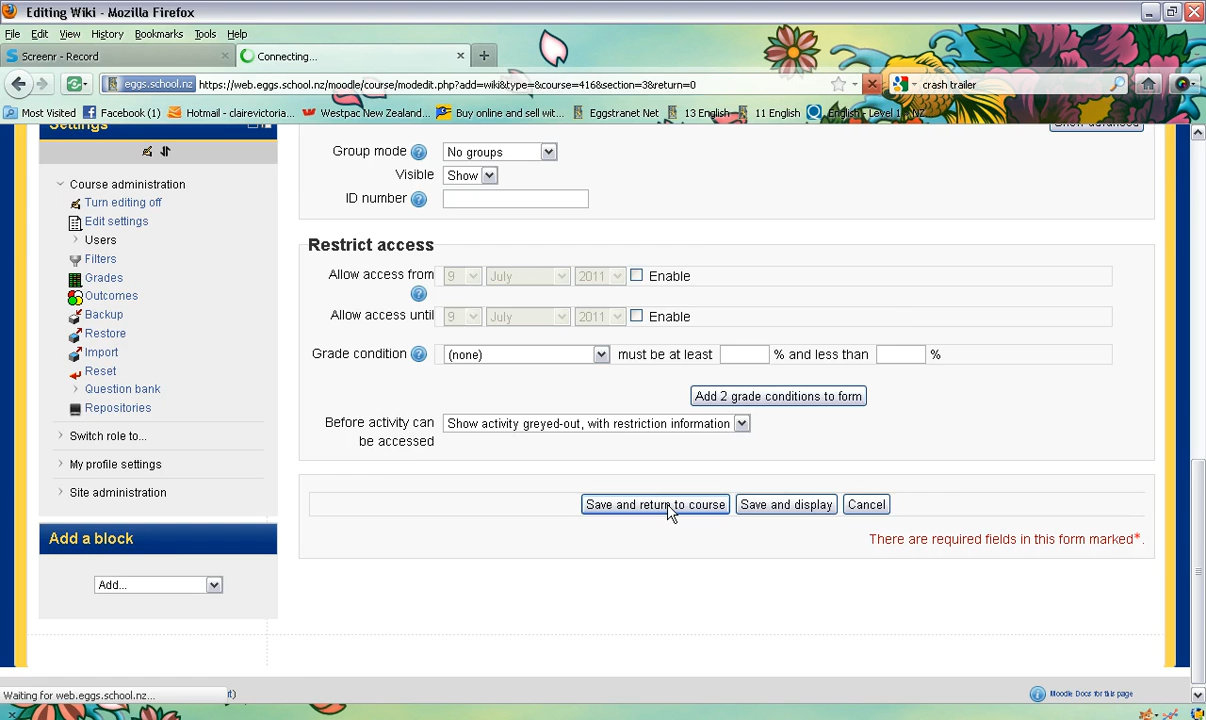 Editing Wiki - Mozilla Firefox
File Edit View History Bookmarks Tools Help
Screenr - Record
Connecting...
eggs.school.nz https://web.eggs.school.nz/moodle/course/modedit.php?add=wiki&type=&course=416&section=3&return=0
crash trailer
Most Visited Facebook (1) Hotmail - clairevictoria... Westpac New Zealand... Buy online and sell wit... Eggstranet Net 13 English 11 English English - Level 1 - NZ...
Settings
Show advanced
Group mode No groups
Visible Show
ID number
Course administration
Turn editing off
Edit settings
Users
Filters
Grades
Outcomes
Backup
Restore
Import
Reset
Question bank
Repositories
Switch role to...
My profile settings
Site administration
Restrict access
Allow access from 9 July 2011 Enable
Allow access until 9 July 2011 Enable
Grade condition (none) must be at least % and less than %
Add 2 grade conditions to form
Before activity can be accessed Show activity greyed-out, with restriction information
Save and return to course Save and display Cancel
There are required fields in this form marked*.
Add a block
Add...
Waiting for web.eggs.school.nz...
Moodle Docs for this page